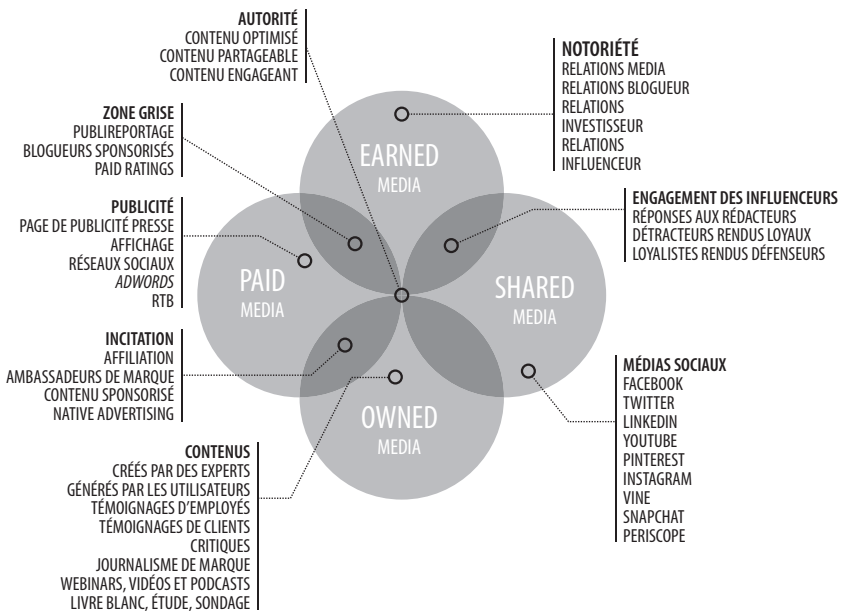 AUTORITÉ
CONTENU OPTIMISÉ
CONTENU PARTAGEABLE
CONTENU ENGAGEANT
NOTORIÉTÉ
RELATIONS MEDIA
RELATIONS BLOGUEUR
RELATIONS
INVESTISSEUR
RELATIONS
INFLUENCEUR
ZONE GRISE
PUBLIREPORTAGE
BLOGUEURS SPONSORISÉS
PAID RATINGS
EARNED
MEDIA
ENGAGEMENT DES INFLUENCEURS
RÉPONSES AUX RÉDACTEURS
DÉTRACTEURS RENDUS LOYAUX
LOYALISTES RENDUS DÉFENSEURS
PUBLICITÉ
PAGE DE PUBLICITÉ PRESSE
AFFICHAGE
RÉSEAUX SOCIAUX
ADWORDS
RTB
PAID
MEDIA
SHARED
MEDIA
INCITATION
AFFILIATION
AMBASSADEURS DE MARQUE
CONTENU SPONSORISÉ
NATIVE ADVERTISING
OWNED
MEDIA
MÉDIAS SOCIAUX
FACEBOOK
TWITTER
LINKEDIN
YOUTUBE
PINTEREST
INSTAGRAM
VINE
SNAPCHAT
PERISCOPE
CONTENUS
CRÉÉS PAR DES EXPERTS
GÉNÉRÉS PAR LES UTILISATEURS
TÉMOIGNAGES D'EMPLOYÉS
TÉMOIGNAGES DE CLIENTS
CRITIQUES
JOURNALISME DE MARQUE
WEBINARS, VIDÉOS ET PODCASTS
LIVRE BLANC, ÉTUDE, SONDAGE